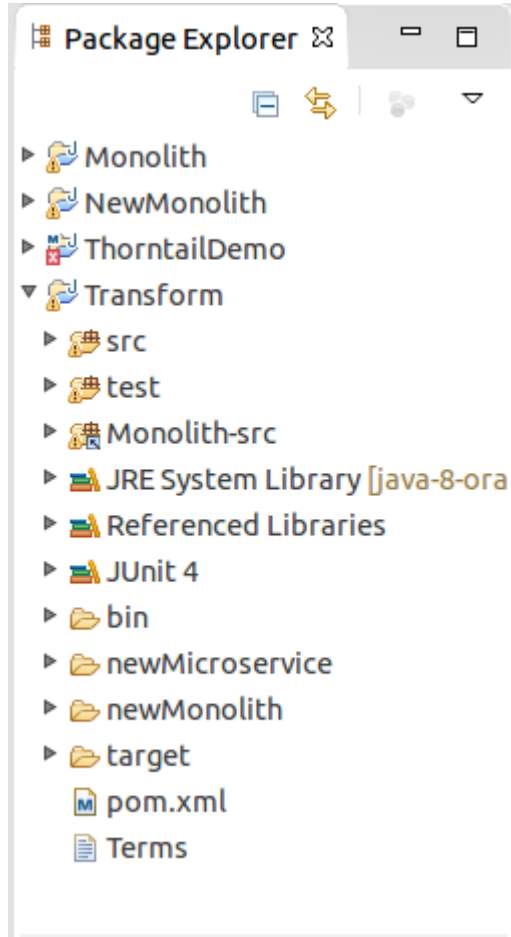 Package Explorer
Monolith
NewMonolith
ThorntailDemo
Transform
src
test
Monolith-src
JRE System Library [java-8-ora
Referenced Libraries
JUnit 4
bin
newMicroservice
newMonolith
target
pom.xml
Terms